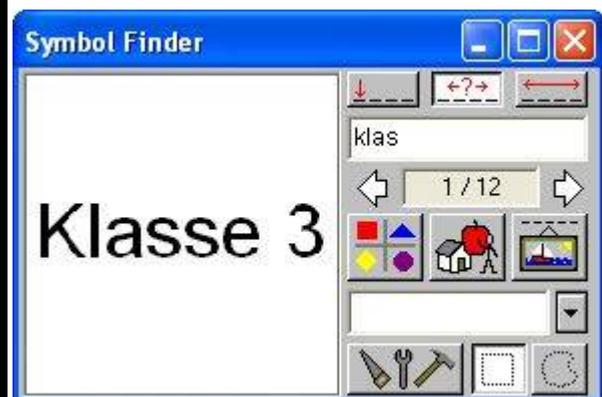 Symbol Finder
←?→
klas
1 / 12
Klasse 3